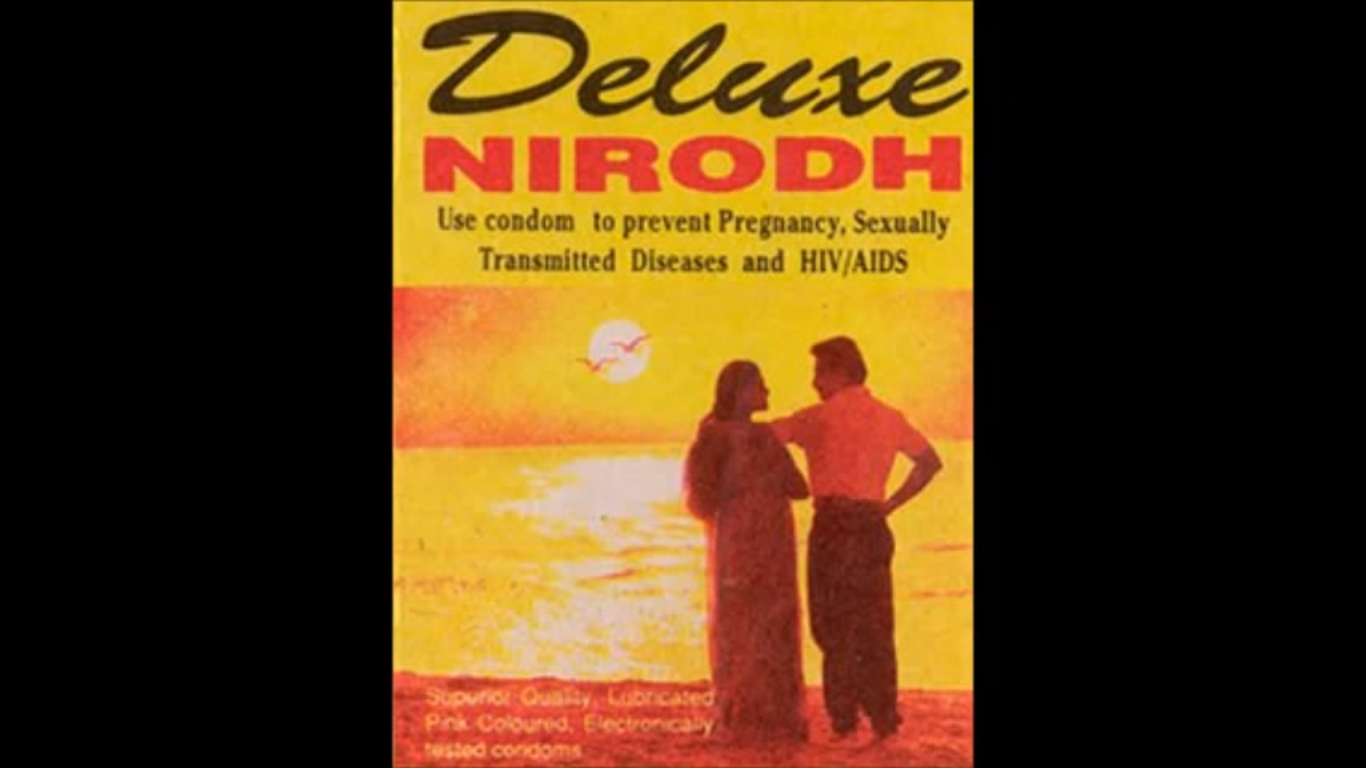 Deluxe
NIRODH
Use condom to prevent Pregnancy, Sexually
Transmitted Diseases and HIV/AIDS
Superior Quality, Lubricated
Pink Coloured, Electronically
tested condoms